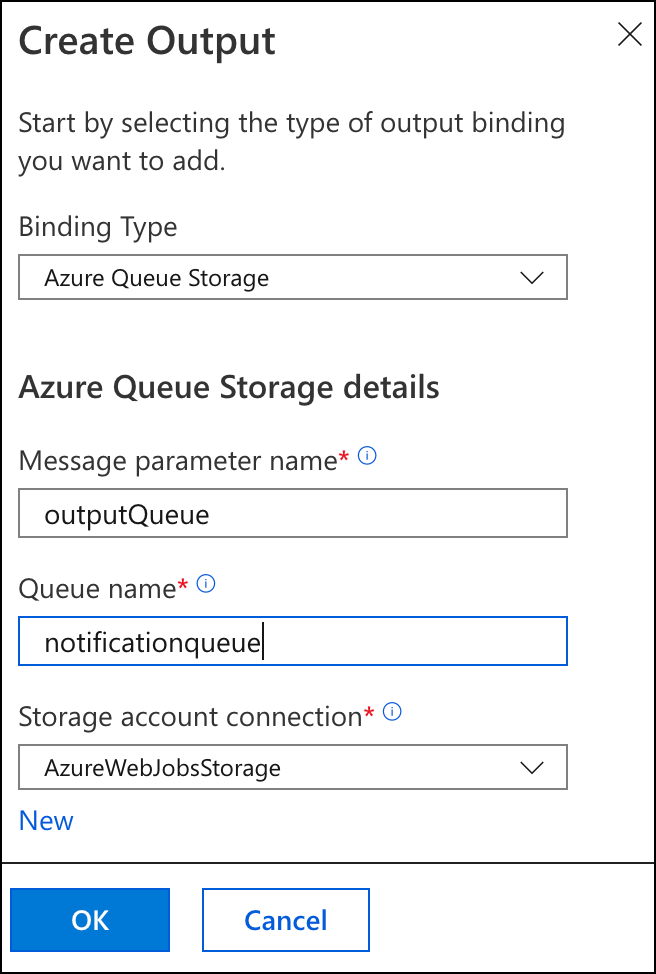 Create Output
Start by selecting the type of output binding
you want to add.
Binding Type
Azure Queue Storage
Azure Queue Storage details
Message parameter name*
outputQueue
Queue name*
notificationqueue
Storage account connection*
AzureWebJobsStorage
New
OK Cancel